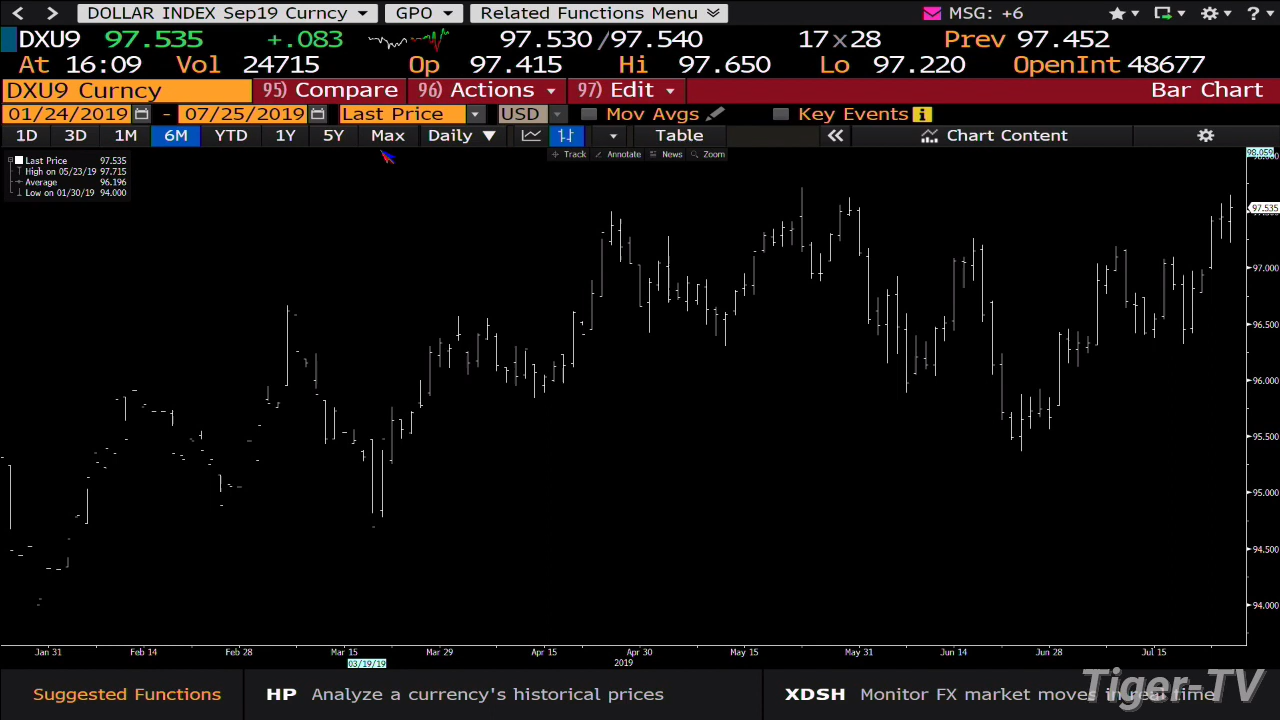 DOLLAR INDEX Sep19 Curncy GPO Related Functions Menu MSG: +6 ?
DXU9 97.535 +.083 97.530 /97.540 17x28 Prev 97.452
At 16:09 Vol 24715 Op 97.415 Hi 97.650 Lo 97.220 OpenInt 48677
DXU9 Curncy 95) Compare 96) Actions 97) Edit Bar Chart
01/24/2019 - 07/25/2019 Last Price USD Mov Avgs Key Events i
1D 3D 1M 6M YTD 1Y 5Y Max Daily Table Chart Content
Track Annotate News Zoom
98.059
Last Price 97.535
High on 05/23/19 97.715
Average 96.196
Low on 01/30/19 94.000
97.535
97.000
96.500
96.000
95.500
95.000
94.500
94.000
Jan 31 Feb 14 Feb 28 Mar 15 Mar 29 Apr 15 Apr 30 May 15 May 31 Jun 14 Jun 28 Jul 15
03/19/19 2019
Suggested Functions HP Analyze a currency's historical prices XDSH Monitor FX market moves in real time
Tiger-TV